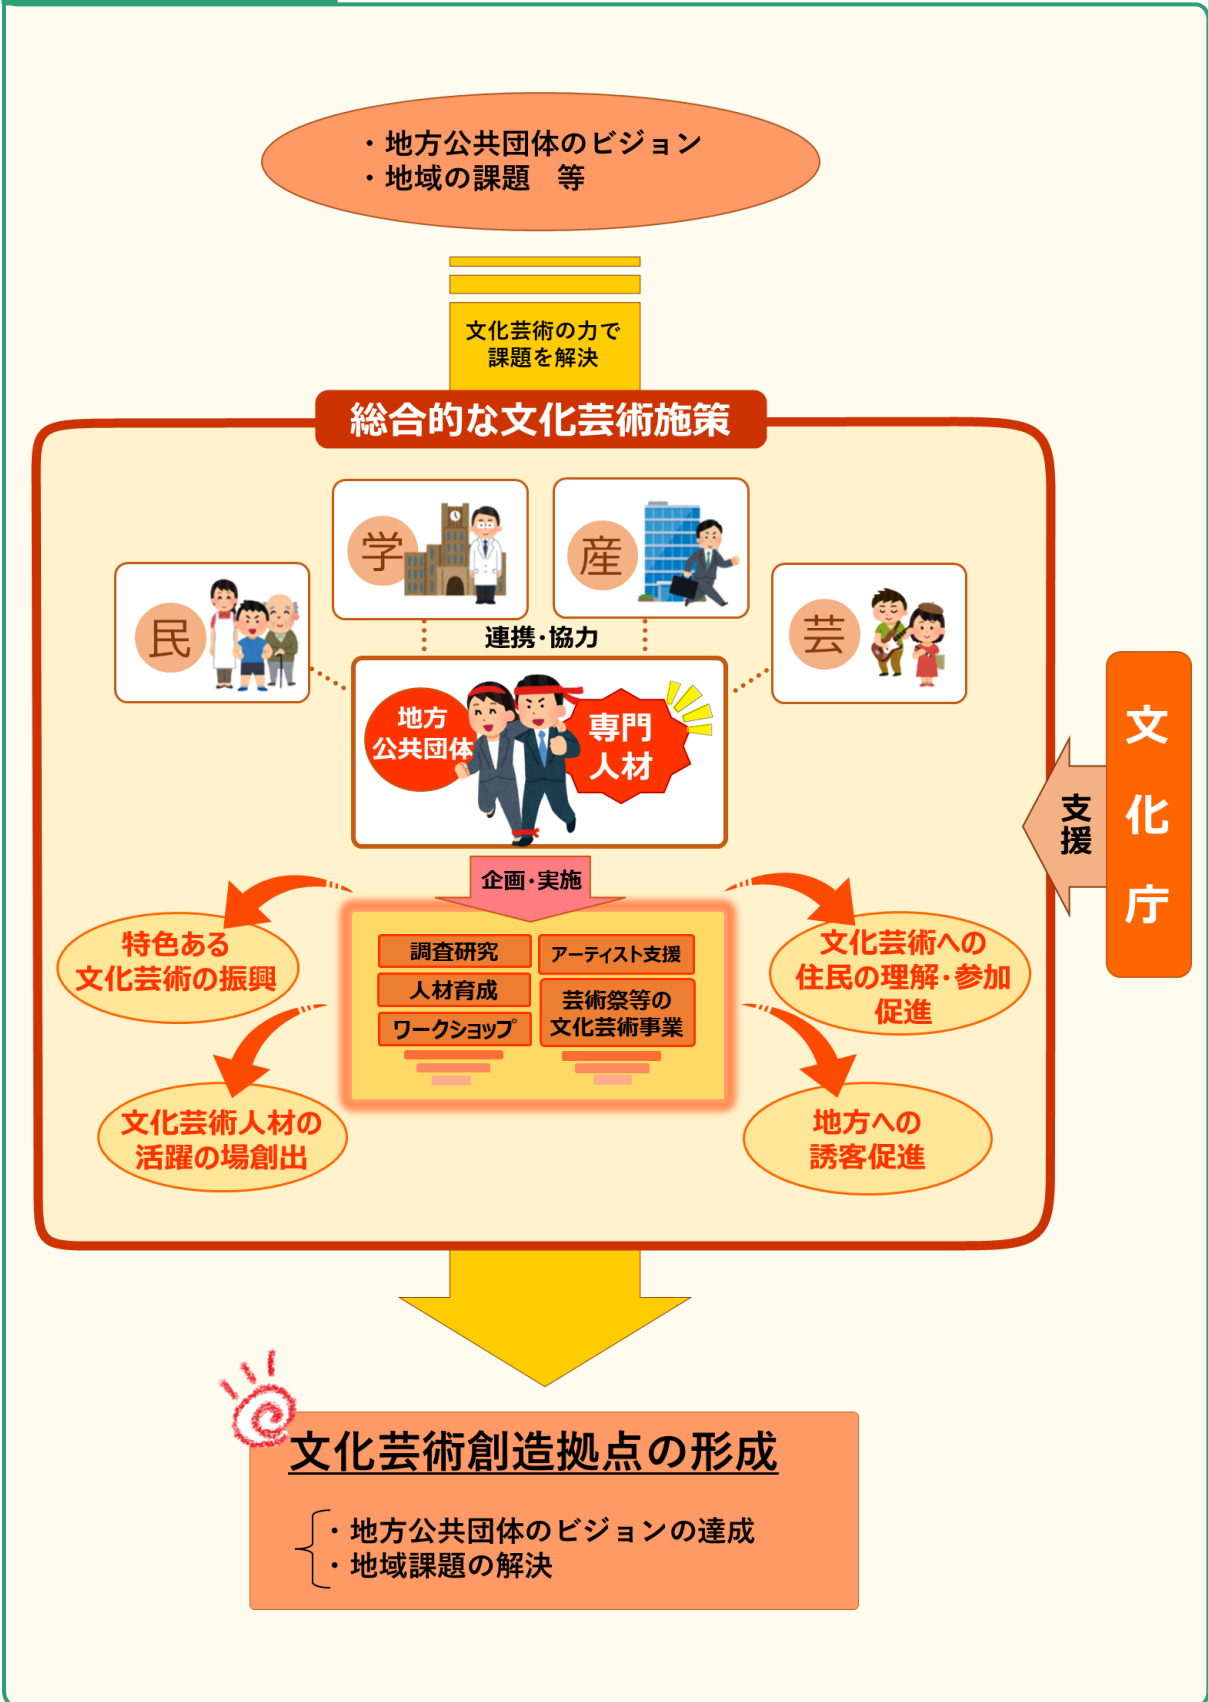 ・地方公共団体のビジョン
・地域の課題　等
文化芸術の力で
課題を解決
総合的な文化芸術施策
学
産
民
芸
連携・協力
地方
公共団体
専門
人材
文
化
庁
支
援
企画・実施
特色ある
文化芸術の振興
調査研究
人材育成
ワークショップ
アーティスト支援
芸術祭等の
文化芸術事業
文化芸術への
住民の理解・参加
促進
文化芸術人材の
活躍の場創出
地方への
誘客促進
文化芸術創造拠点の形成
・地方公共団体のビジョンの達成
・地域課題の解決